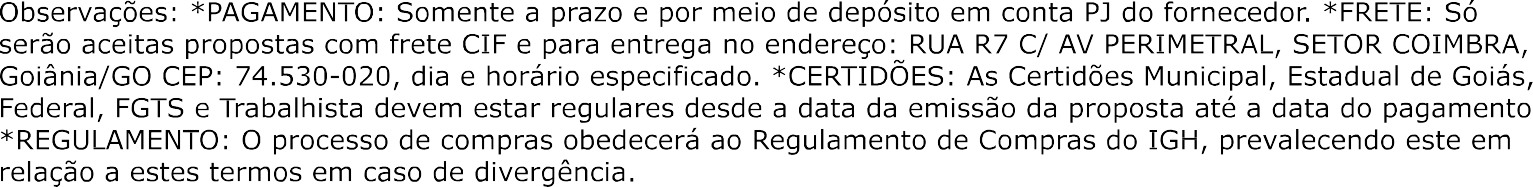 Observações: *PAGAMENTO: Somente a prazo e por meio de depósito em conta PJ do fornecedor. *FRETE: Só
serão aceitas propostas com frete CIF e para entrega no endereço: RUA R7 C/ AV PERIMETRAL, SETOR COIMBRA,
Goiânia/GO CEP: 74.530-020, dia e horário especificado. *CERTIDÕES: As Certidões Municipal, Estadual de Goiás,
Federal, FGTS e Trabalhista devem estar regulares desde a data da emissão da proposta até a data do pagamento
*REGULAMENTO: O processo de compras obedecerá ao Regulamento de Compras do IGH, prevalecendo este em
relação a estes termos em caso de divergência.